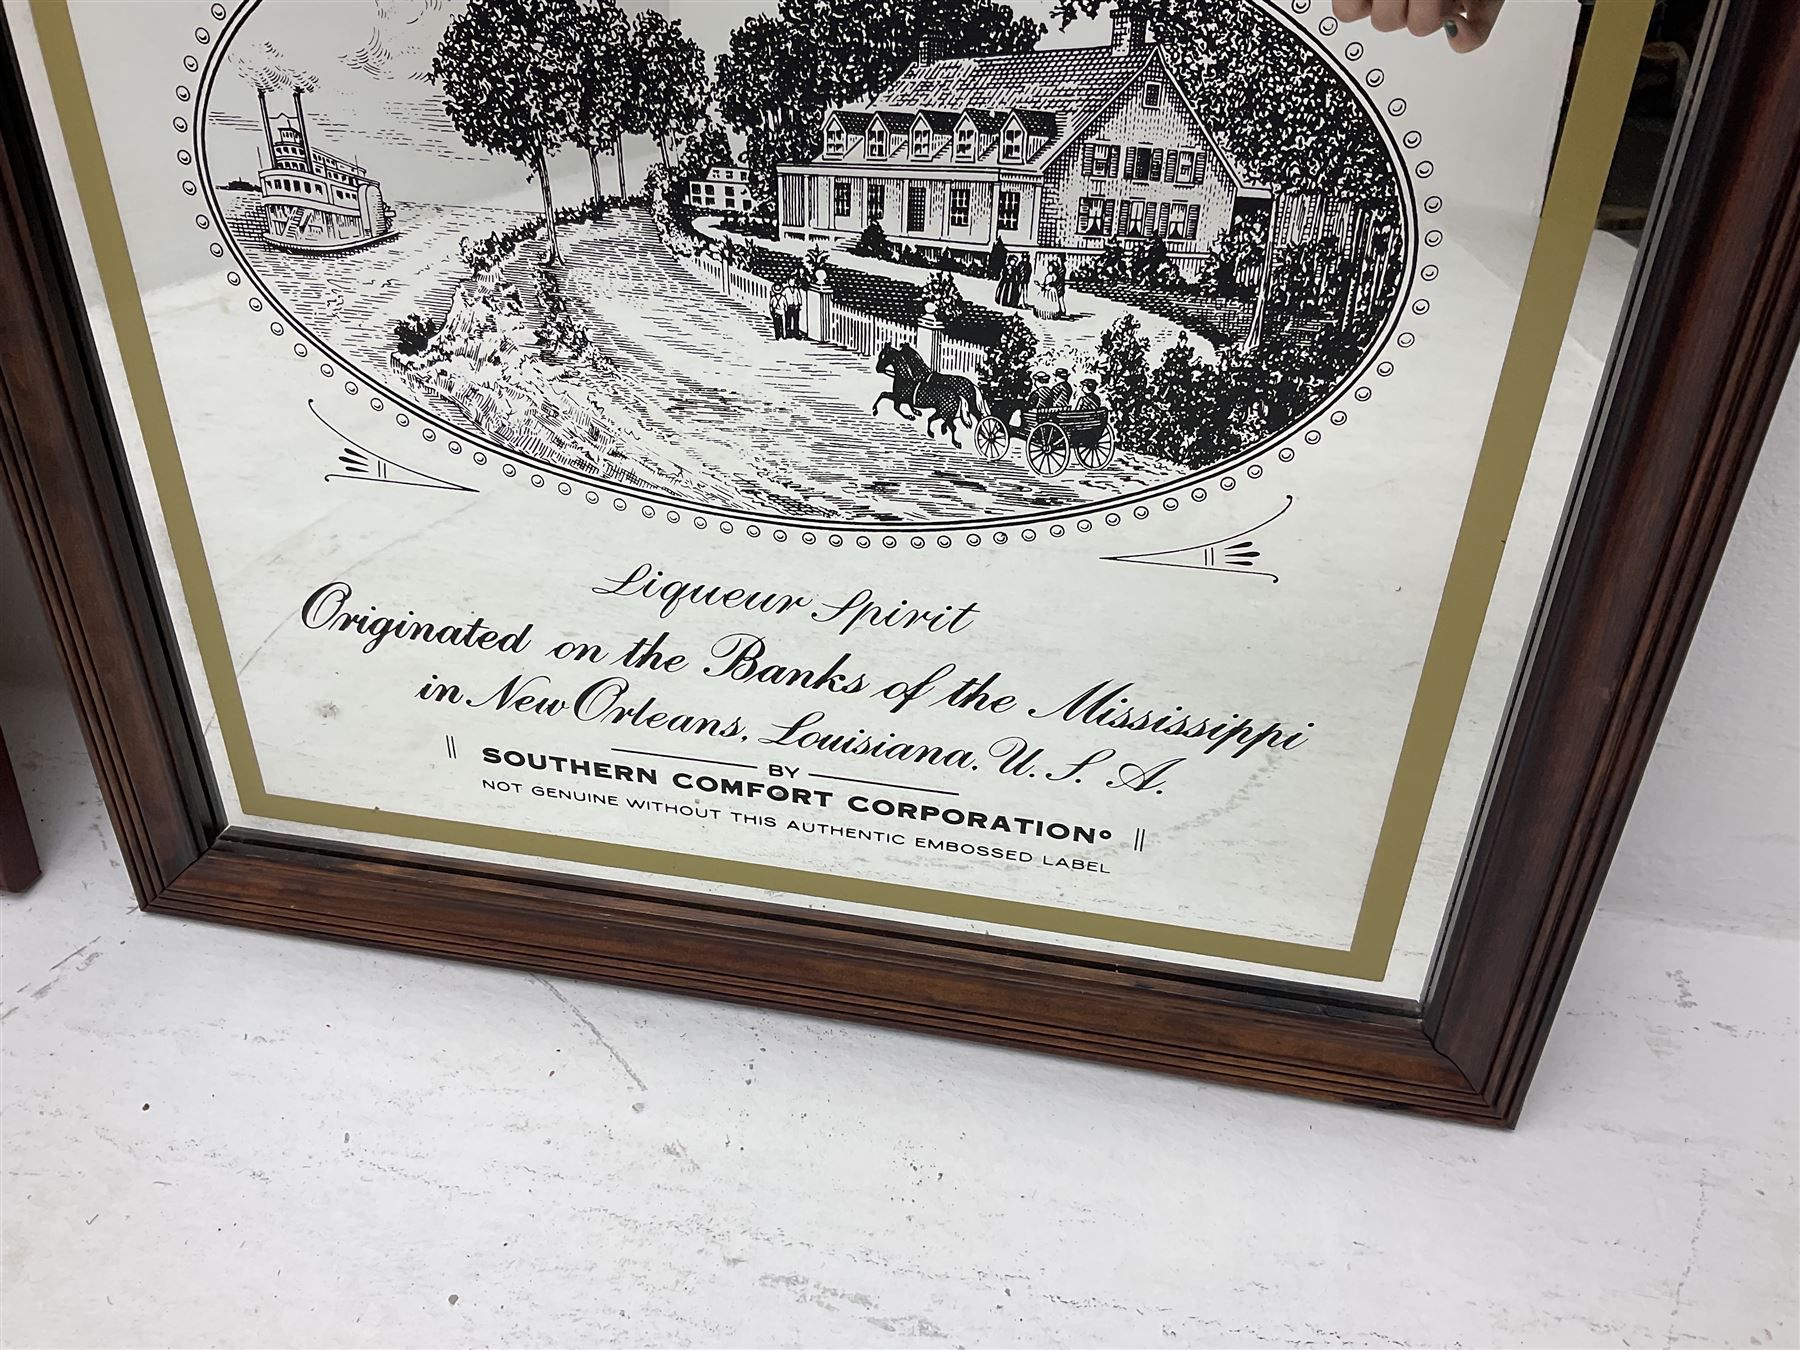 Liqueur Spirit
Originated on the Banks of the Mississippi
in New Orleans, Louisiana. U. S. A.
BY
SOUTHERN COMFORT CORPORATION°
NOT GENUINE WITHOUT THIS AUTHENTIC EMBOSSED LABEL